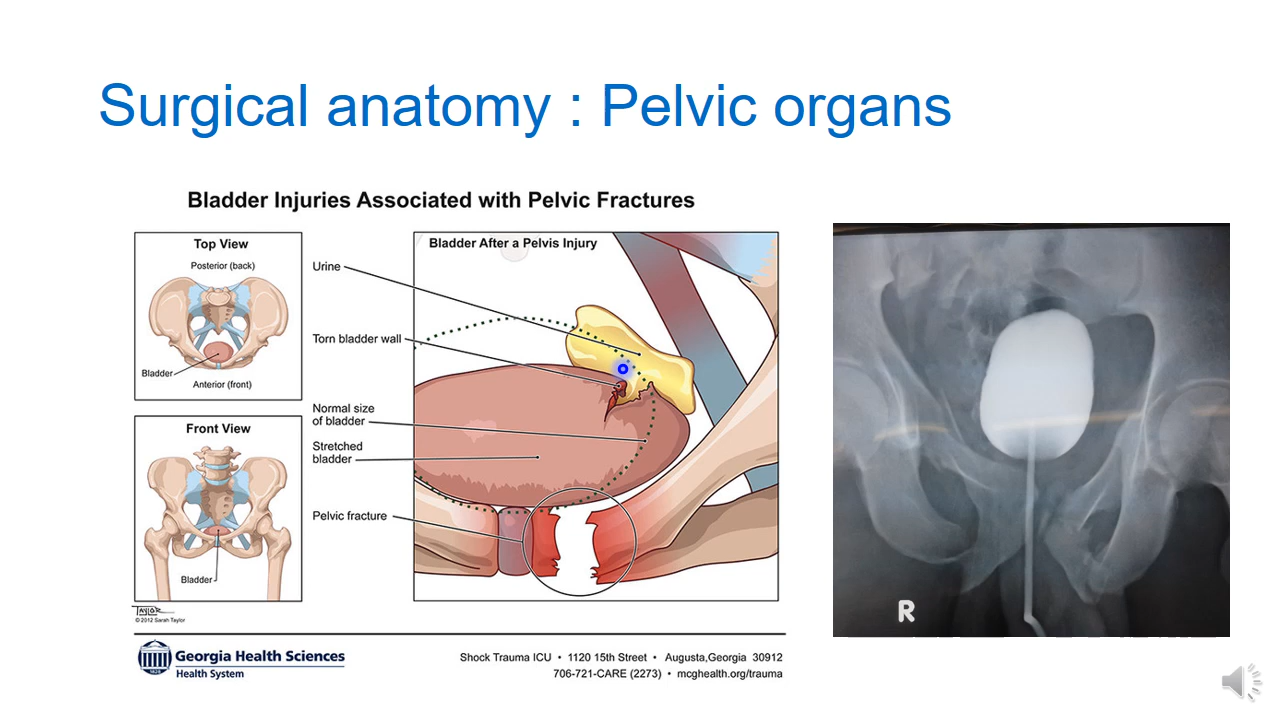 Surgical anatomy : Pelvic organs
Bladder Injuries Associated with Pelvic Fractures
Top View
Posterior (back)
Bladder
Anterior (front)
Front View
Bladder
Bladder After a Pelvis Injury
Urine
Torn bladder wall
Normal size
of bladder
Stretched
bladder
Pelvic fracture
TAYLOR
© 2012 Sarah Taylor
Georgia Health Sciences
Health System
Shock Trauma ICU • 1120 15th Street • Augusta,Georgia 30912
706-721-CARE (2273) • mcghealth.org/trauma
R